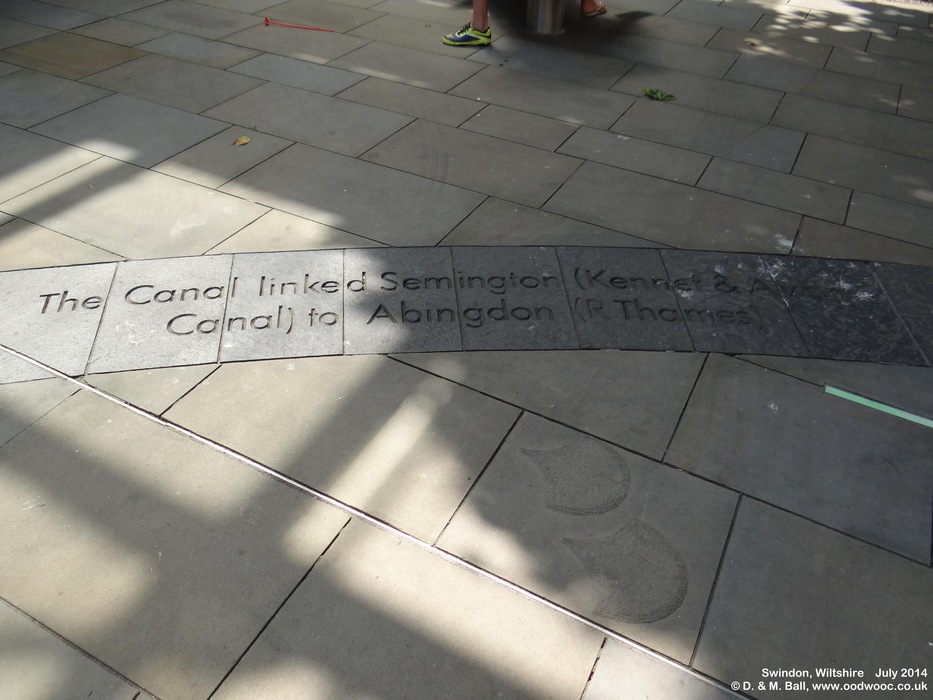 The Canal linked Semington (Kennet &
Canal) to Abingdon (R Thames)
Swindon, Wiltshire July 2014
© D. & M. Ball, www.oodwooc.co.uk